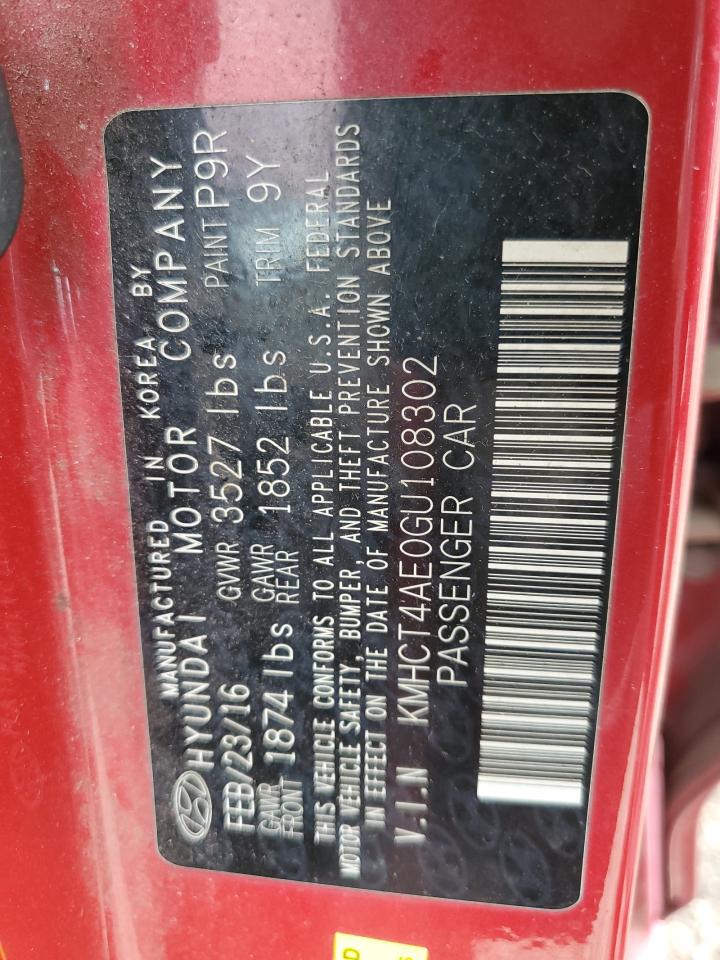 MANUFACTURED IN KOREA BY
HYUNDAI MOTOR COMPANY
FEB/23/16 GVWR 3527 lbs PAINT P9R
GAWR FRONT 1874 lbs GAWR REAR 1852 lbs TRIM 9Y
THIS VEHICLE CONFORMS TO ALL APPLICABLE U.S.A. FEDERAL
MOTOR VEHICLE SAFETY, BUMPER, AND THEFT PREVENTION STANDARDS
IN EFFECT ON THE DATE OF MANUFACTURE SHOWN ABOVE
V.I.N KMHCT4AE0GU108302
PASSENGER CAR